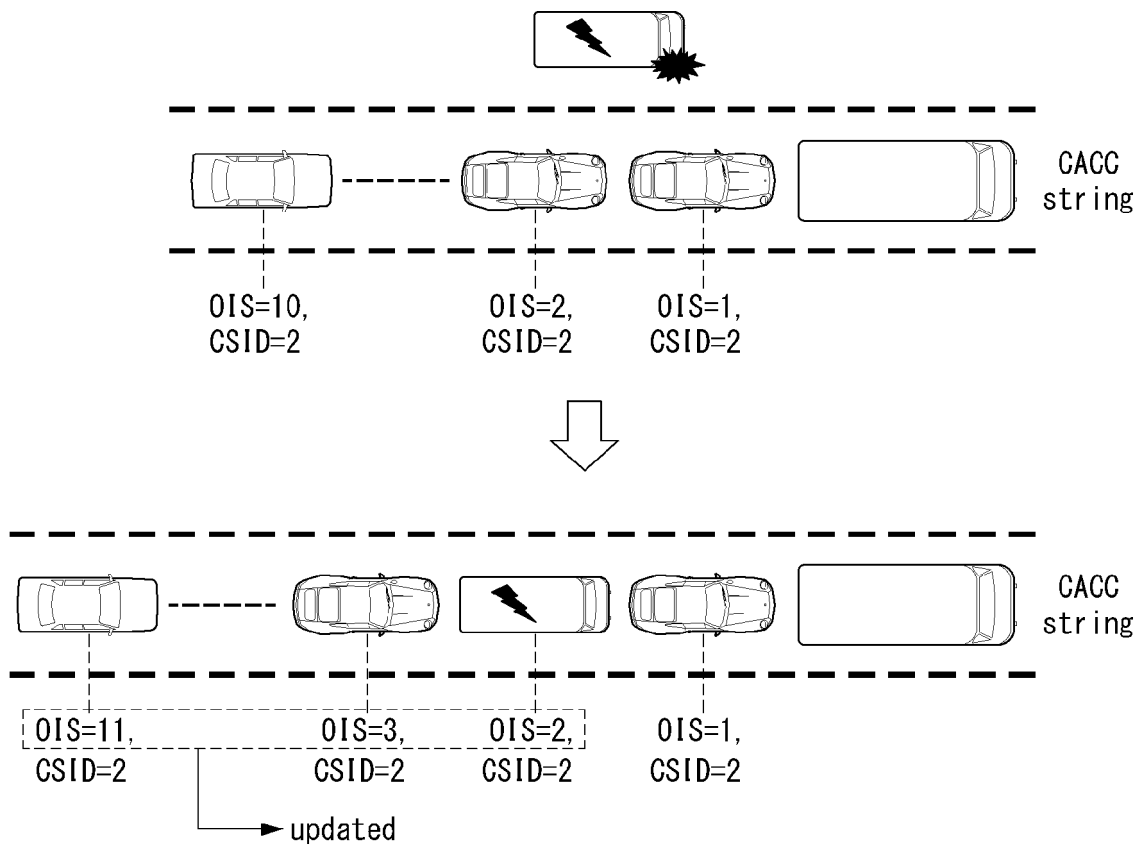 CACC
string
OIS=10,
CSID=2
OIS=2,
CSID=2
OIS=1,
CSID=2
CACC
string
OIS=11,
CSID=2
OIS=3,
CSID=2
OIS=2,
CSID=2
OIS=1,
CSID=2
updated